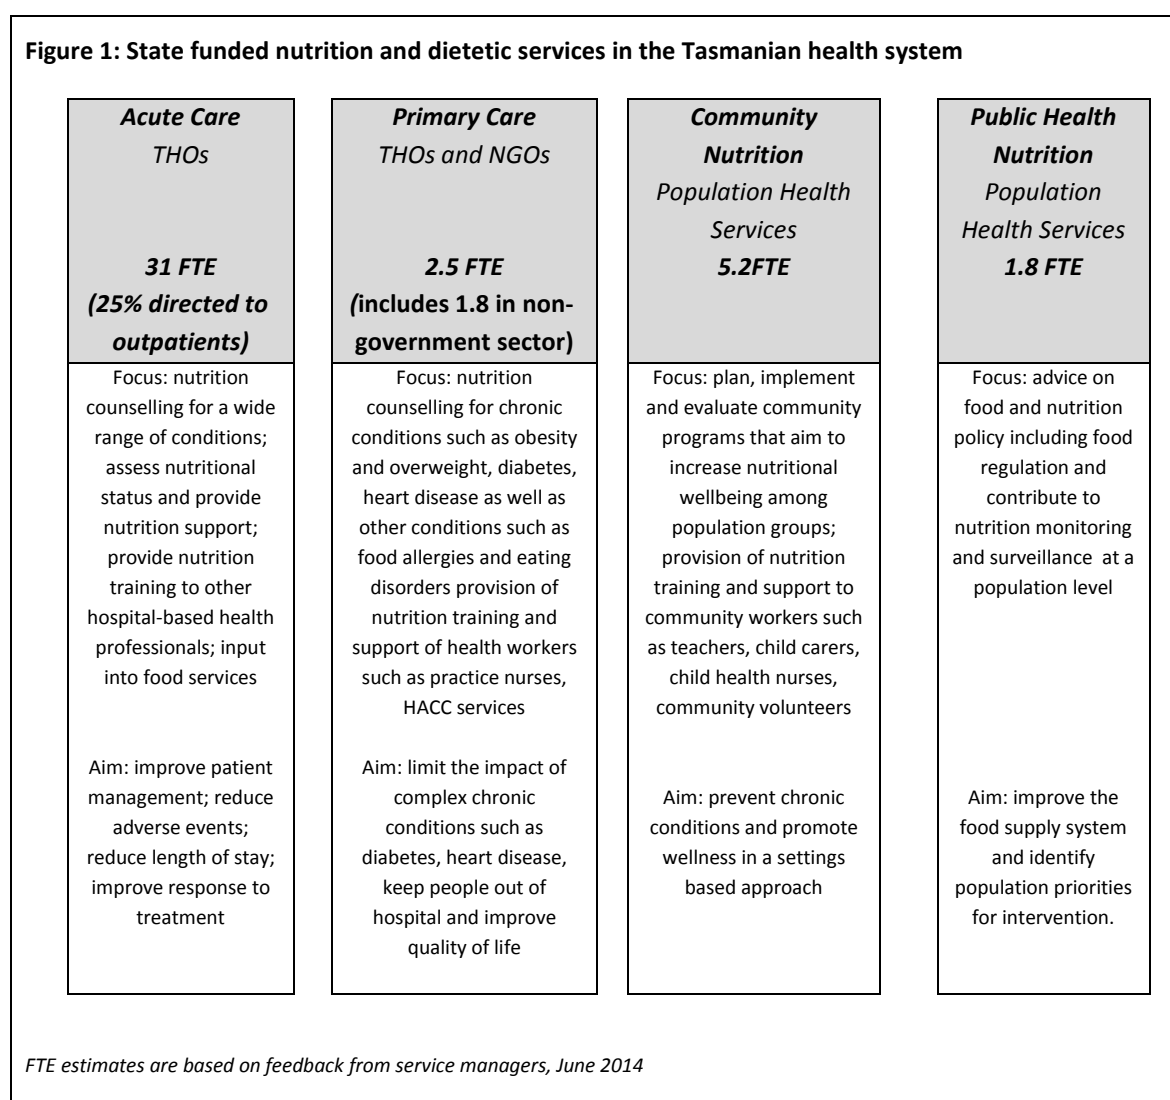 Figure 1: State funded nutrition and dietetic services in the Tasmanian health system
Acute Care
THOs
31 FTE
(25% directed to
outpatients)
Focus: nutrition
counselling for a wide
range of conditions;
assess nutritional
status and provide
nutrition support;
provide nutrition
training to other
hospital-based health
professionals; input
into food services
Aim: improve patient
management; reduce
adverse events;
reduce length of stay;
improve response to
treatment
Primary Care
THOs and NGOs
2.5 FTE
(includes 1.8 in non-
government sector)
Focus: nutrition
counselling for chronic
conditions such as obesity
and overweight, diabetes,
heart disease as well as
other conditions such as
food allergies and eating
disorders provision of
nutrition training and
support of health workers
such as practice nurses,
HACC services
Aim: limit the impact of
complex chronic
conditions such as
diabetes, heart disease,
keep people out of
hospital and improve
quality of life
Community
Nutrition
Population Health
Services
5.2FTE
Focus: plan, implement
and evaluate community
programs that aim to
increase nutritional
wellbeing among
population groups;
provision of nutrition
training and support to
community workers such
as teachers, child carers,
child health nurses,
community volunteers
Aim: prevent chronic
conditions and promote
wellness in a settings
based approach
Public Health
Nutrition
Population
Health Services
1.8 FTE
Focus: advice on
food and nutrition
policy including food
regulation and
contribute to
nutrition monitoring
and surveillance  at a
population level
Aim: improve the
food supply system
and identify
population priorities
for intervention.
FTE estimates are based on feedback from service managers, June 2014